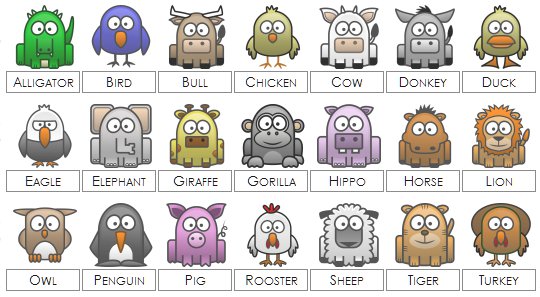 ALLIGATOR BIRD BULL CHICKEN COW DONKEY DUCK
EAGLE ELEPHANT GIRAFFE GORILLA HIPPO HORSE LION
OWL PENGUIN PIG ROOSTER SHEEP TIGER TURKEY